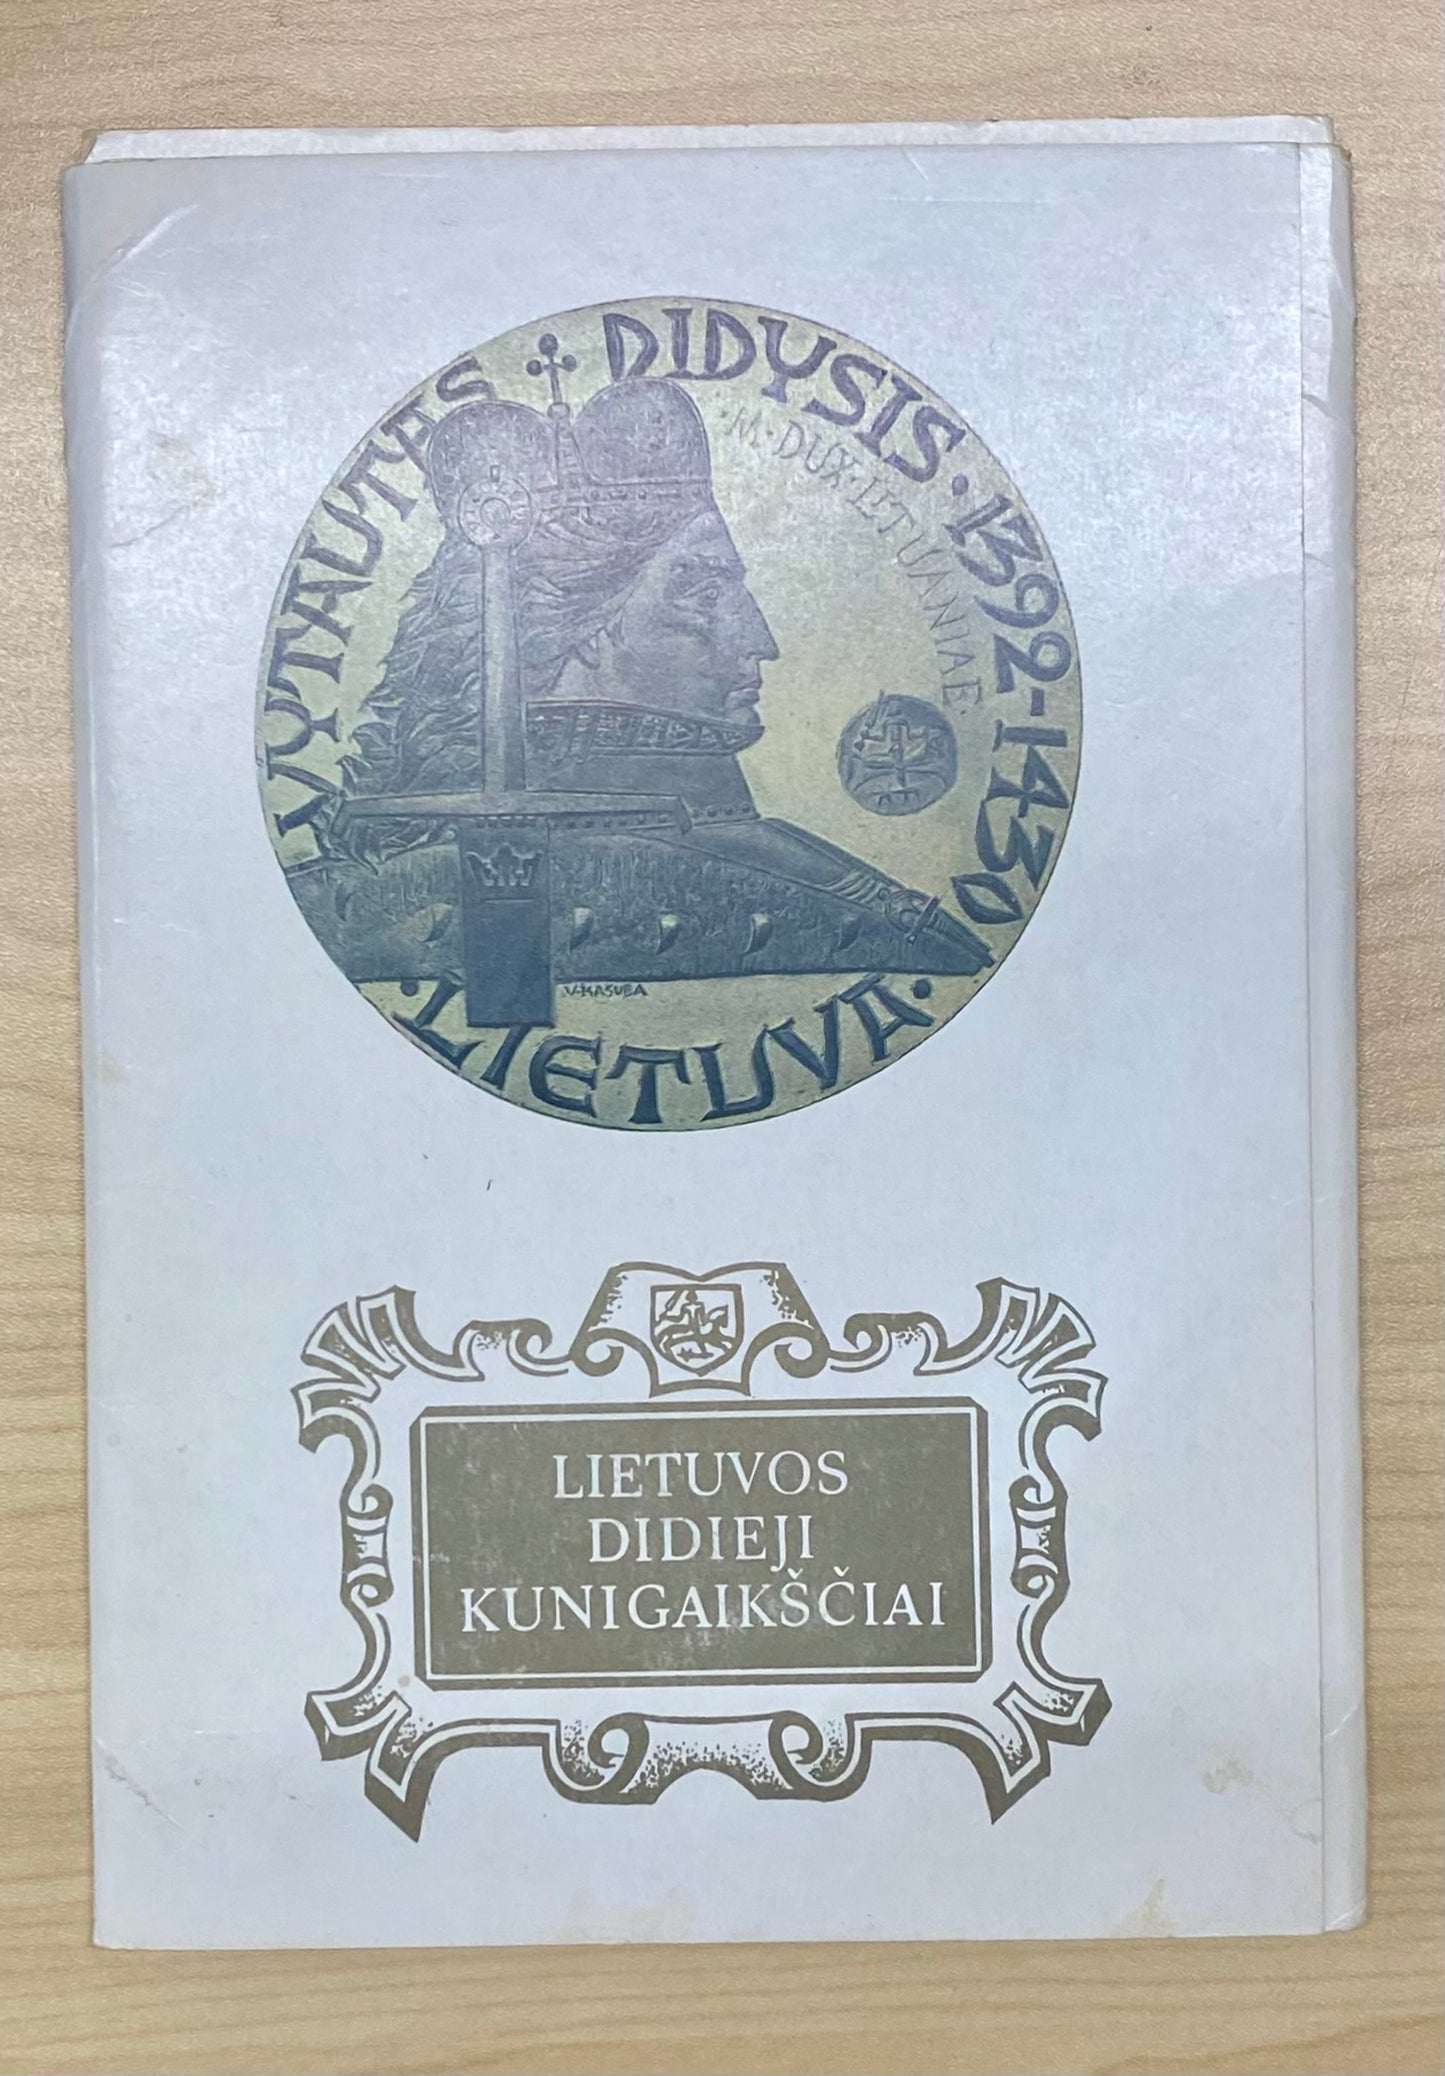 VYTAUTAS DIDYSIS · 1392-1430
· M · DUX · LITUANIAE ·
V·KAŠUBA
· LIETUVA ·
LIETUVOS
DIDIEJI
KUNIGAIKŠČIAI